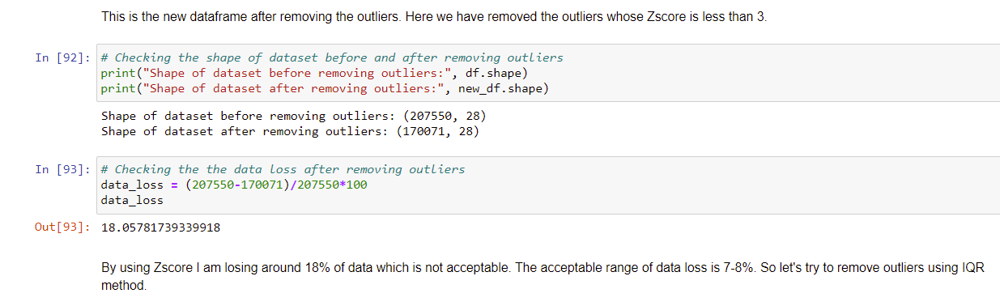 This is the new dataframe after removing the outliers. Here we have removed the outliers whose Zscore is less than 3.
In [92]: # Checking the shape of dataset before and after removing outliers
print("Shape of dataset before removing outliers:", df.shape)
print("Shape of dataset after removing outliers:", new_df.shape)
Shape of dataset before removing outliers: (207550, 28)
Shape of dataset after removing outliers: (170071, 28)
In [93]: # Checking the the data loss after removing outliers
data_loss = (207550-170071)/207550*100
data_loss
Out[93]: 18.05781739339918
By using Zscore I am losing around 18% of data which is not acceptable. The acceptable range of data loss is 7-8%. So let's try to remove outliers using IQR
method.